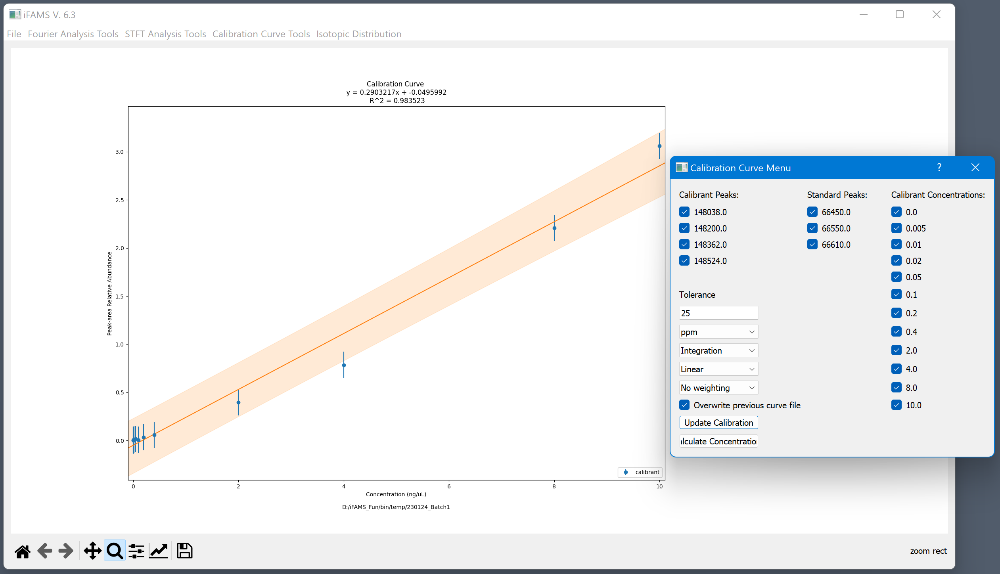 iFAMS V. 6.3
File Fourier Analysis Tools STFT Analysis Tools Calibration Curve Tools Isotopic Distribution
Calibration Curve
y = 0.2903217x + -0.0495992
R^2 = 0.983523
3.0
2.5
2.0
1.5
1.0
0.5
0.0
Peak-area Relative Abundance
calibrant
0 2 4 6 8 10
Concentration (ng/uL)
D:/iFAMS_Fun/bin/temp/230124_Batch1
zoom rect
Calibration Curve Menu ?
Calibrant Peaks:
148038.0
148200.0
148362.0
148524.0
Standard Peaks:
66450.0
66550.0
66610.0
Calibrant Concentrations:
0.0
0.005
0.01
0.02
0.05
0.1
0.2
0.4
2.0
4.0
8.0
10.0
Tolerance
25
ppm
Integration
Linear
No weighting
Overwrite previous curve file
Update Calibration
alculate Concentration